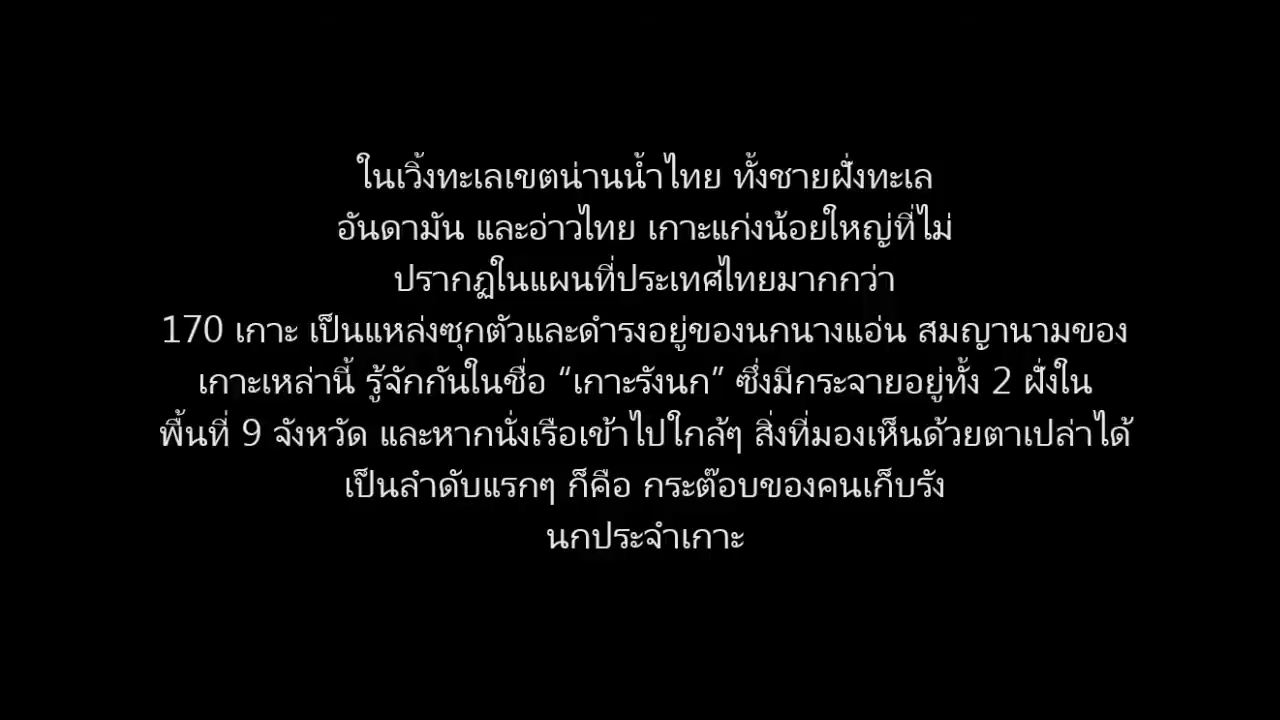 ในเวิ้งทะเลเขตน่านน้ำไทย ทั้งชายฝั่งทะเล
อันดามัน และอ่าวไทย เกาะแก่งน้อยใหญ่ที่ไม่
ปรากฏในแผนที่ประเทศไทยมากกว่า
170 เกาะ เป็นแหล่งซุกตัวและดำรงอยู่ของนกนางแอ่น สมญานามของ
เกาะเหล่านี้ รู้จักกันในชื่อ “เกาะรังนก” ซึ่งมีกระจายอยู่ทั้ง 2 ฝั่งใน
พื้นที่ 9 จังหวัด และหากนั่งเรือเข้าไปใกล้ๆ สิ่งที่มองเห็นด้วยตาเปล่าได้
เป็นลำดับแรกๆ ก็คือ กระต๊อบของคนเก็บรัง
นกประจำเกาะ